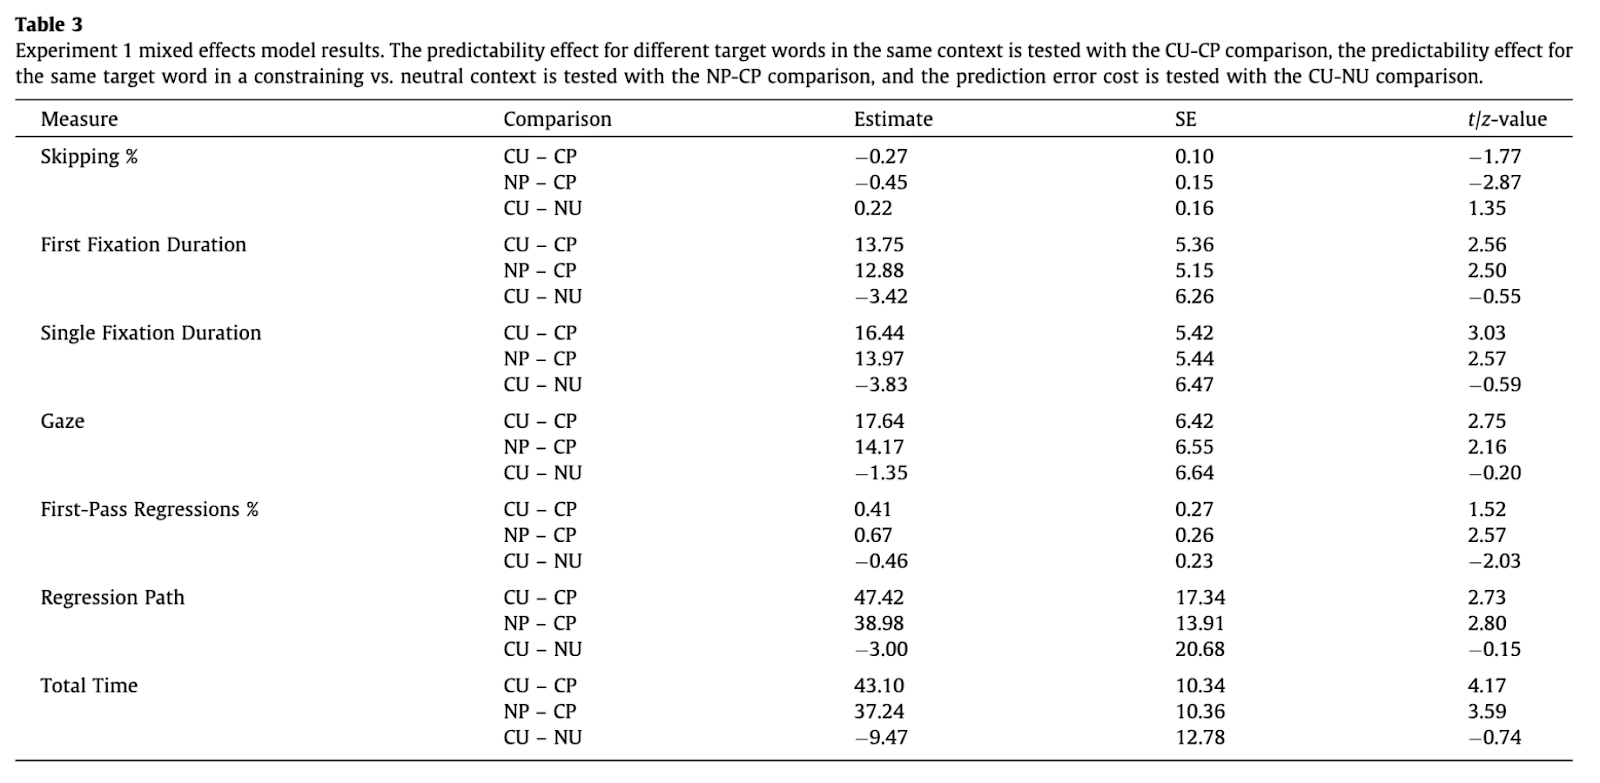 Table 3
Experiment 1 mixed effects model results. The predictability effect for different target words in the same context is tested with the CU-CP comparison, the predictability effect for
the same target word in a constraining vs. neutral context is tested with the NP-CP comparison, and the prediction error cost is tested with the CU-NU comparison.
Measure Comparison Estimate SE t/z-value
Skipping % CU – CP −0.27 0.10 −1.77
NP – CP −0.45 0.15 −2.87
CU – NU 0.22 0.16 1.35
First Fixation Duration CU – CP 13.75 5.36 2.56
NP – CP 12.88 5.15 2.50
CU – NU −3.42 6.26 −0.55
Single Fixation Duration CU – CP 16.44 5.42 3.03
NP – CP 13.97 5.44 2.57
CU – NU −3.83 6.47 −0.59
Gaze CU – CP 17.64 6.42 2.75
NP – CP 14.17 6.55 2.16
CU – NU −1.35 6.64 −0.20
First-Pass Regressions % CU – CP 0.41 0.27 1.52
NP – CP 0.67 0.26 2.57
CU – NU −0.46 0.23 −2.03
Regression Path CU – CP 47.42 17.34 2.73
NP – CP 38.98 13.91 2.80
CU – NU −3.00 20.68 −0.15
Total Time CU – CP 43.10 10.34 4.17
NP – CP 37.24 10.36 3.59
CU – NU −9.47 12.78 −0.74